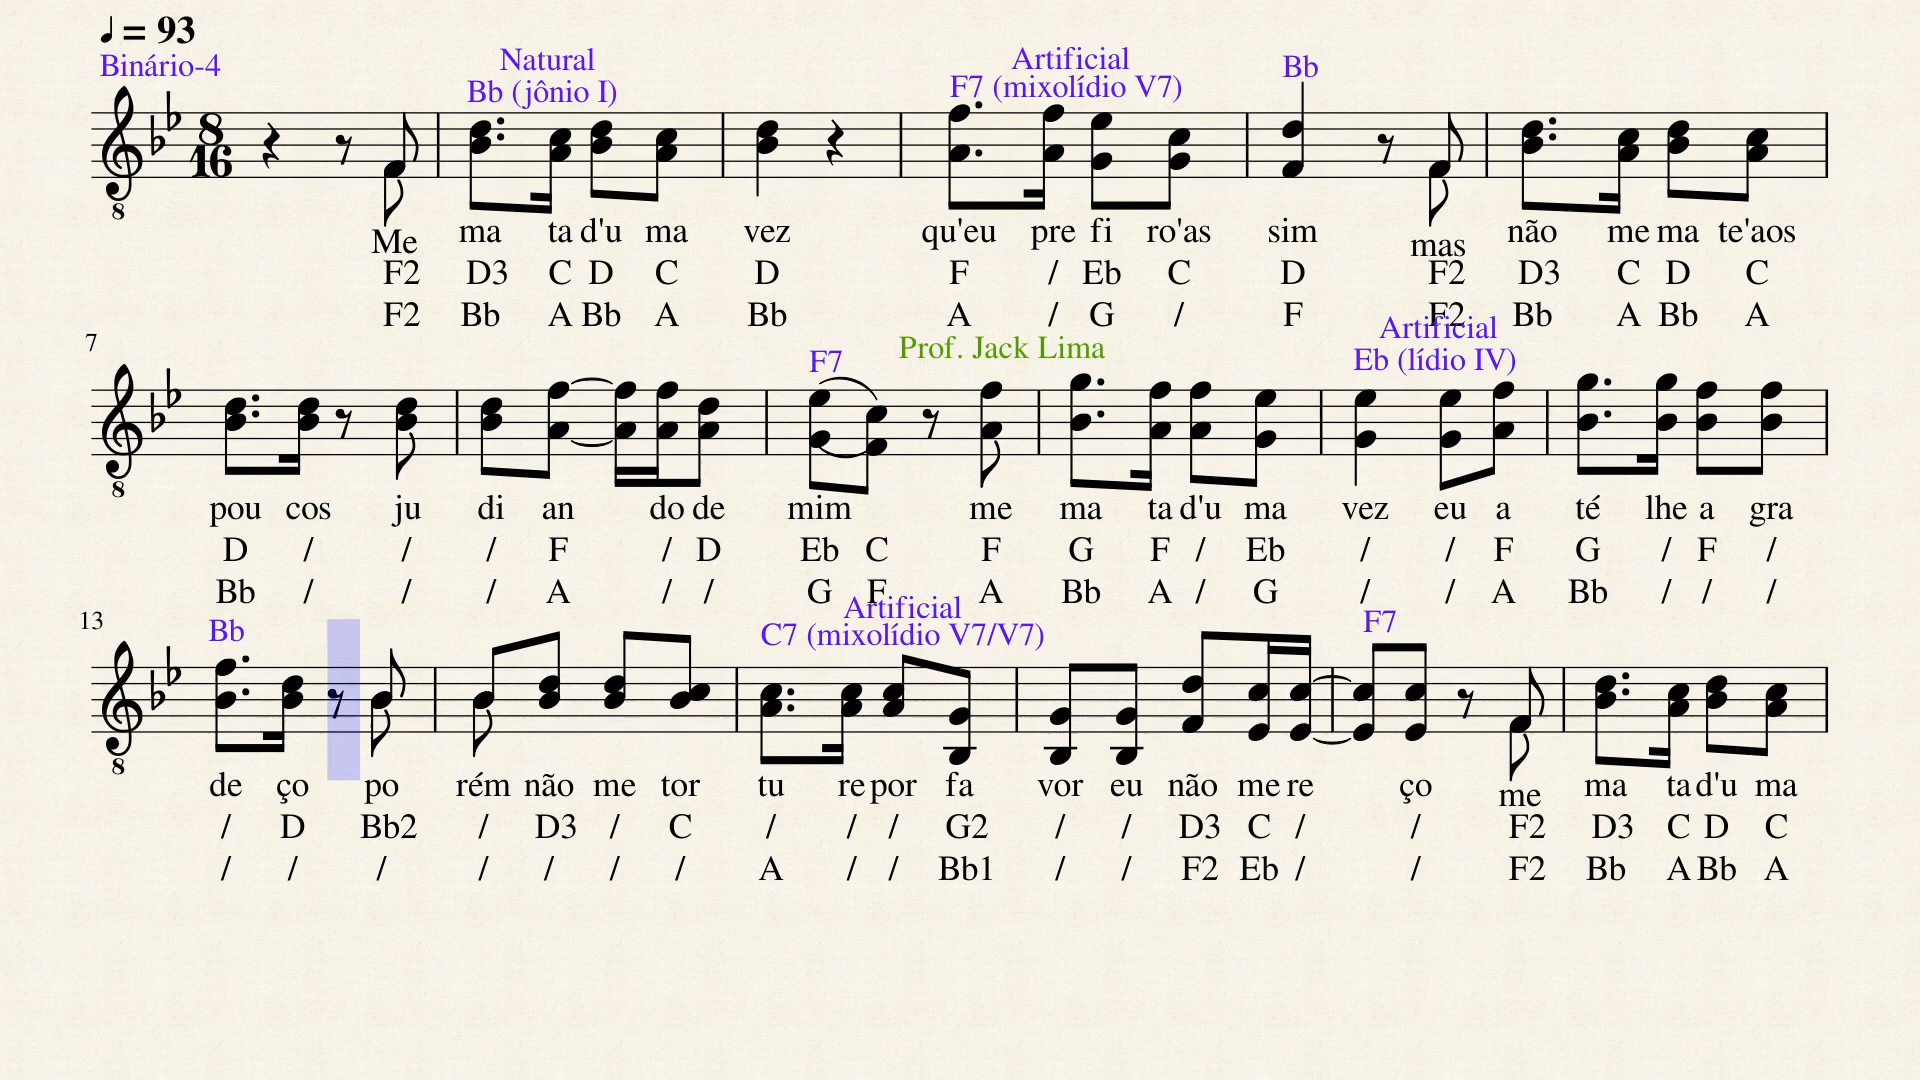 ♩ = 93
Binário-4 Natural Artificial Bb
Bb (jônio I) F7 (mixolídio V7)
8
16
8
Me ma ta d'u ma vez qu'eu pre fi ro'as sim mas não me ma te'aos
F2 D3 C D C D F / Eb C D F2 D3 C D C
F2 Bb A Bb A Bb A / G / F F2 Bb A Bb A
7 F7 Prof. Jack Lima Artificial
Eb (lídio IV)
8
pou cos ju di an do de mim me ma ta d'u ma vez eu a té lhe a gra
D / / / F / D Eb C F G F / Eb / / F G / F /
Bb / / / A / / G F A Bb A / G / / A Bb / / /
13 Bb Artificial F7
C7 (mixolídio V7/V7)
8
de ço po rém não me tor tu re por fa vor eu não me re ço me ma ta d'u ma
/ D Bb2 / D3 / C / / / G2 / / D3 C / / F2 D3 C D C
/ / / / / / / A / / Bb1 / / F2 Eb / / F2 Bb A Bb A